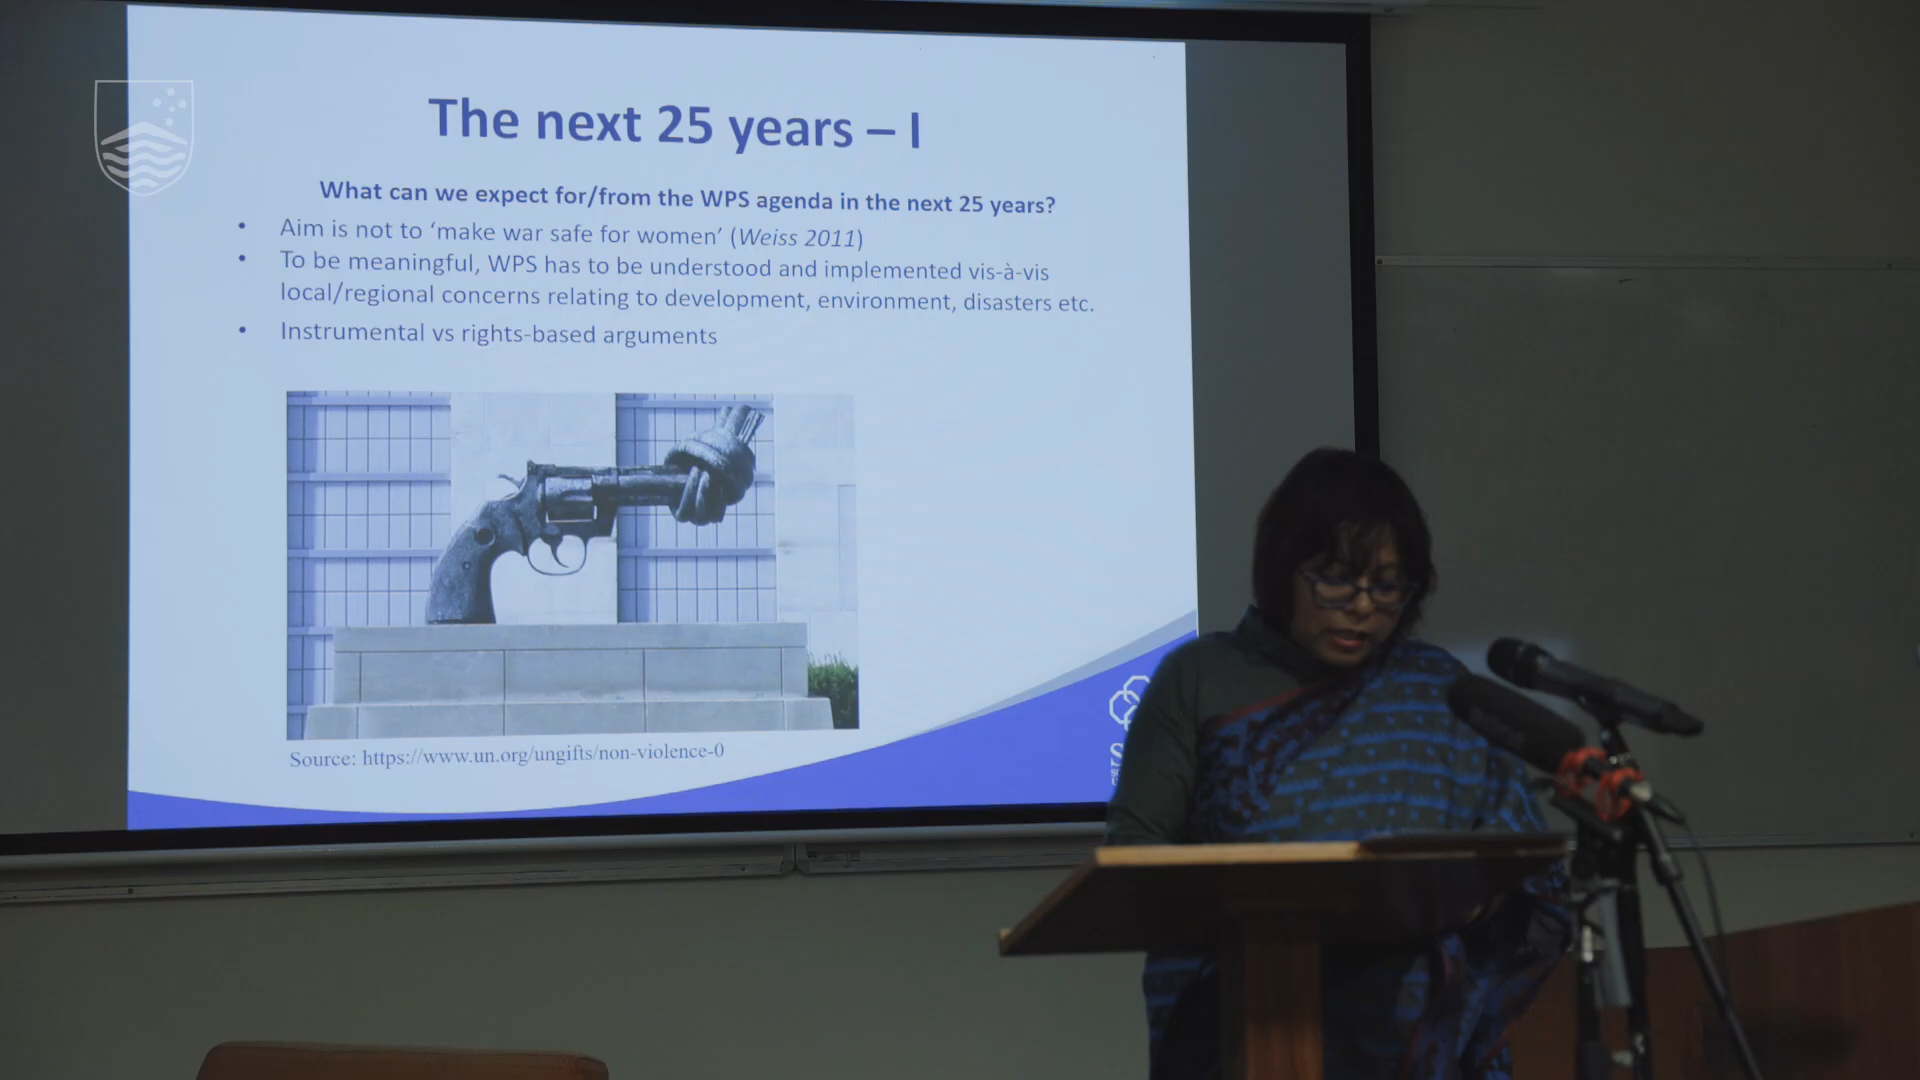 The next 25 years – I
What can we expect for/from the WPS agenda in the next 25 years?
• Aim is not to ‘make war safe for women’ (Weiss 2011)
• To be meaningful, WPS has to be understood and implemented vis-à-vis
local/regional concerns relating to development, environment, disasters etc.
• Instrumental vs rights-based arguments
Source: https://www.un.org/ungifts/non-violence-0